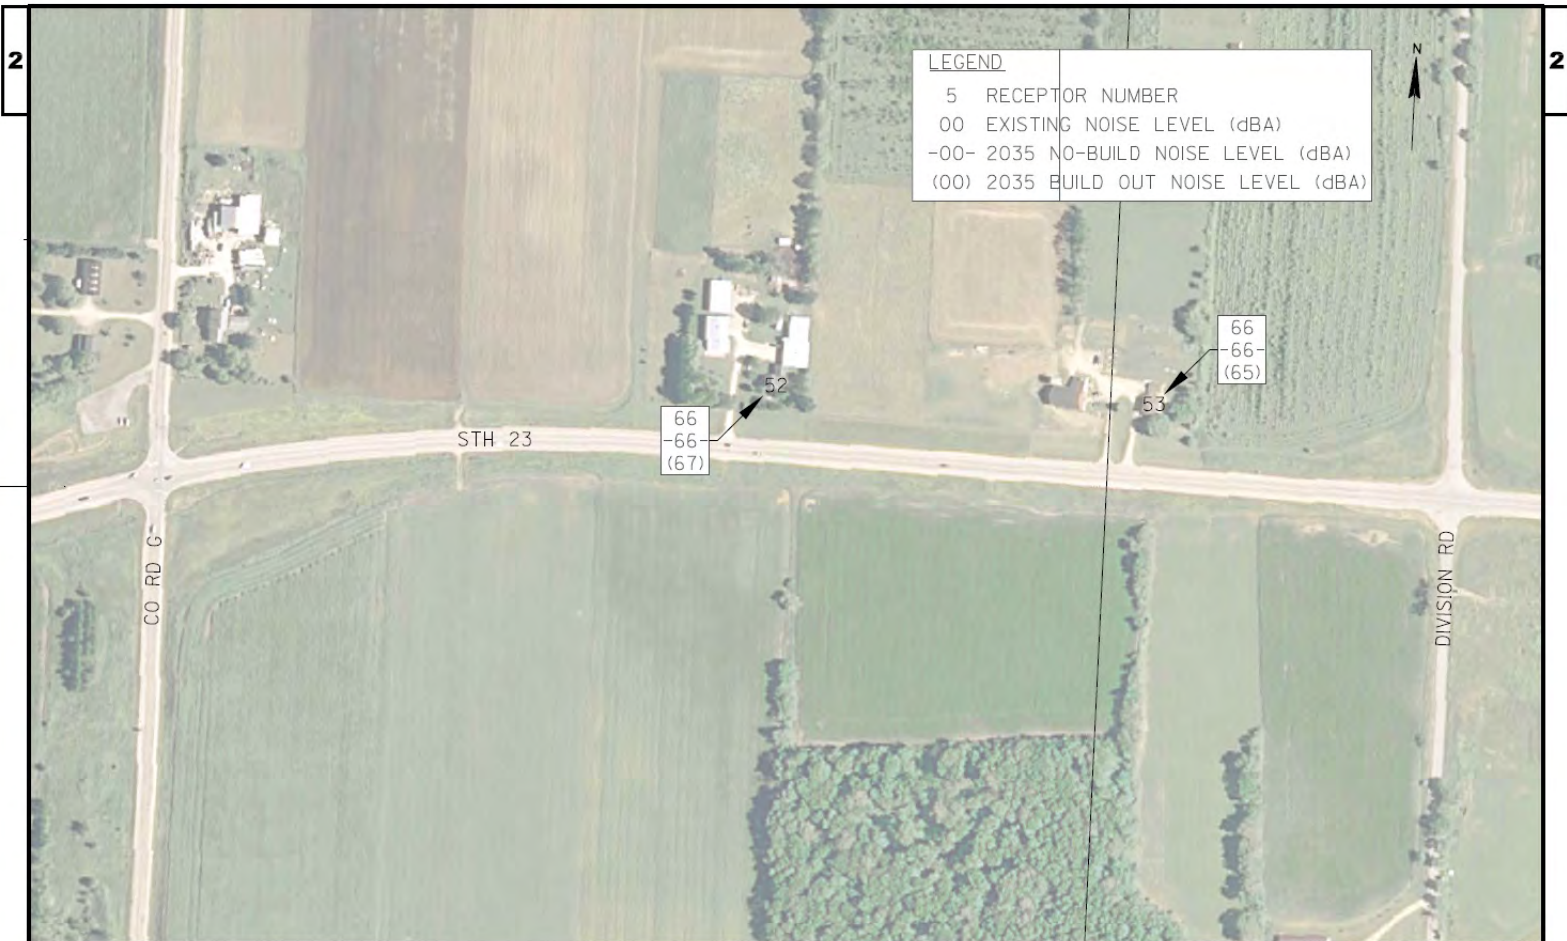 2
2
LEGEND
5 RECEPTOR NUMBER
00 EXISTING NOISE LEVEL (dBA)
-00- 2035 NO-BUILD NOISE LEVEL (dBA)
(00) 2035 BUILD OUT NOISE LEVEL (dBA)
N
66
-66-
(65)
52
53
66
-66-
(67)
STH 23
CO RD G
DIVISION RD